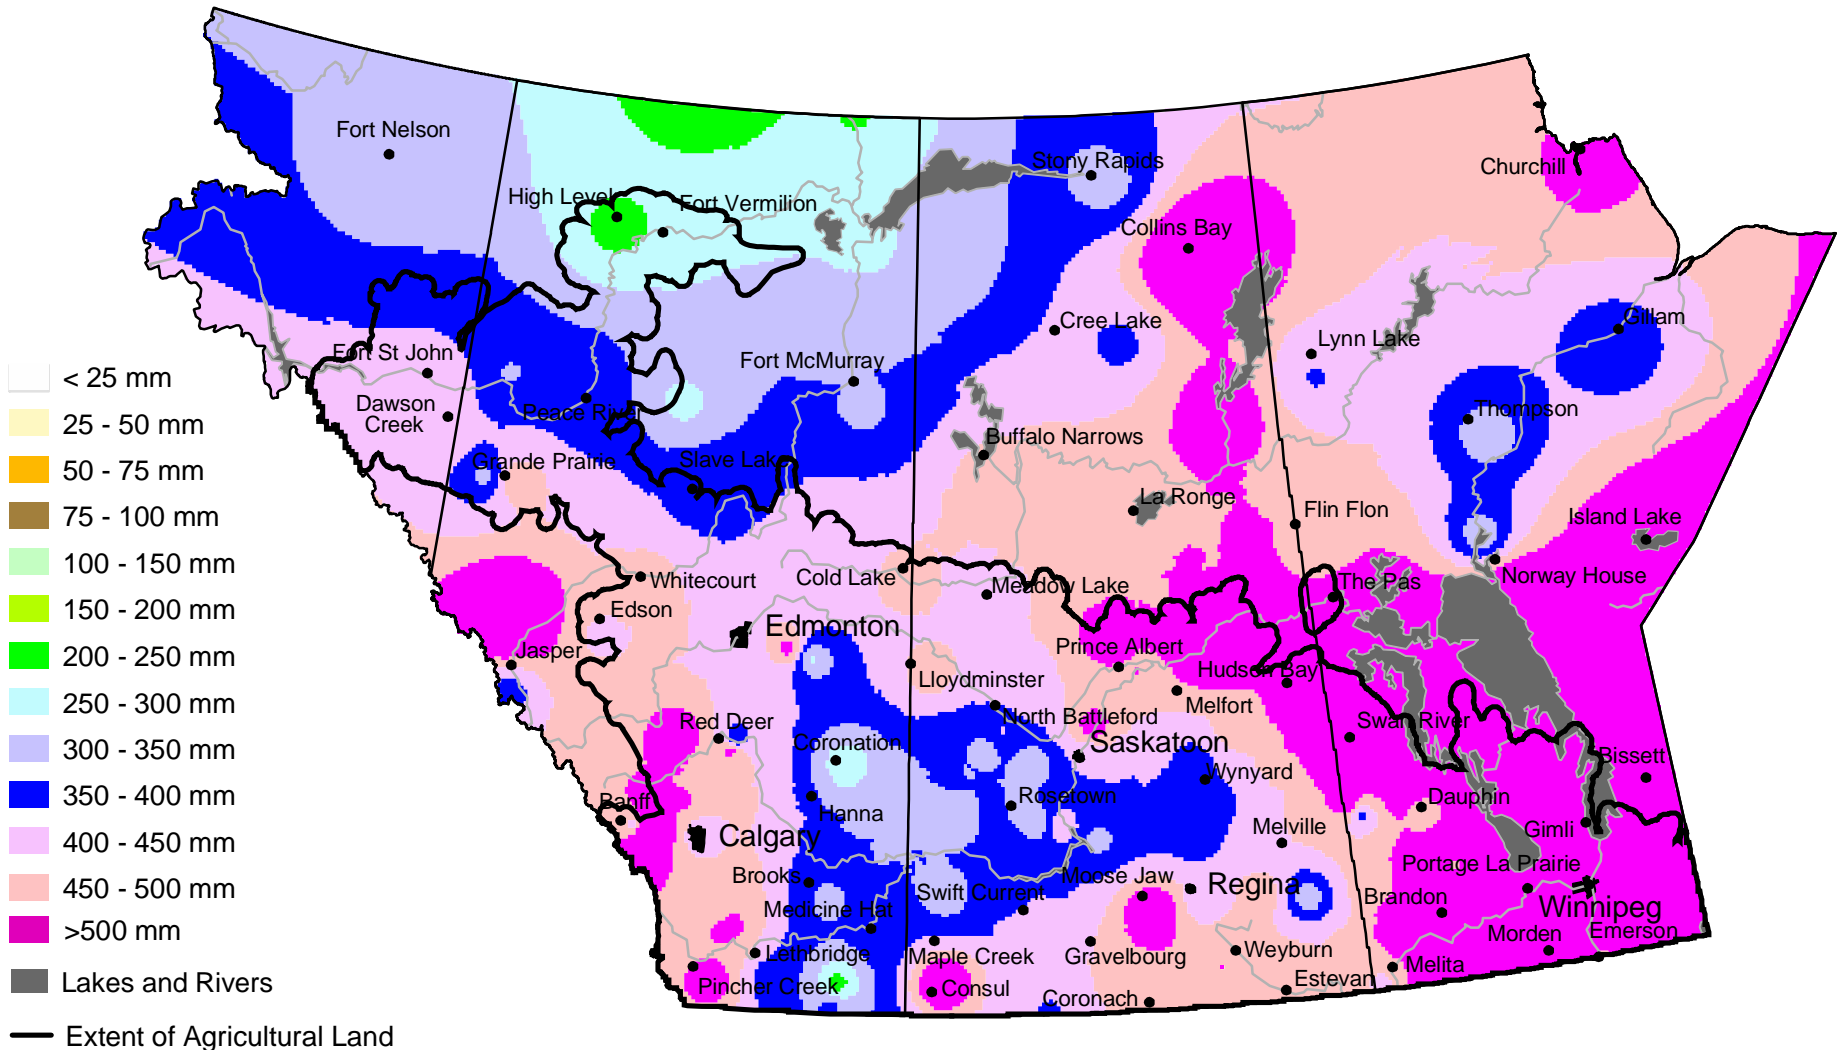 Fort Nelson
Churchill
Stony Rapids
High Level
Fort Vermilion
Collins Bay
Cree Lake
Gillam
Lynn Lake
Fort St John
Fort McMurray
< 25 mm
Dawson
Creek
Peace River
Thompson
25 - 50 mm
Buffalo Narrows
Grande Prairie
Slave Lake
50 - 75 mm
La Ronge
Flin Flon
75 - 100 mm
Island Lake
100 - 150 mm
Whitecourt
Cold Lake
Meadow Lake
The Pas
Norway House
150 - 200 mm
Edson
Edmonton
200 - 250 mm
Jasper
Prince Albert
Hudson Bay
Lloydminster
250 - 300 mm
Red Deer
North Battleford
Melfort
Swan River
300 - 350 mm
Coronation
Saskatoon
Bissett
350 - 400 mm
Banff
Hanna
Rosetown
Wynyard
Dauphin
400 - 450 mm
Calgary
Melville
Gimli
450 - 500 mm
Brooks
Swift Current
Moose Jaw
Regina
Portage La Prairie
Brandon
>500 mm
Medicine Hat
Winnipeg
Lethbridge
Maple Creek
Gravelbourg
Weyburn
Morden
Emerson
Lakes and Rivers
Pincher Creek
Consul
Coronach
Estevan
Melita
Extent of Agricultural Land